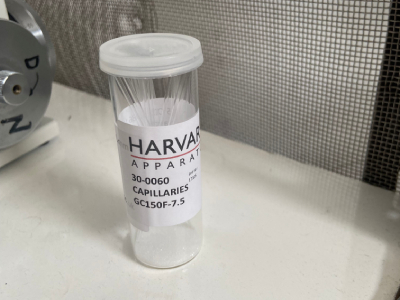 HARVAR
APPARAT
30-0060
CAPILLARIES
GC150F-7.5